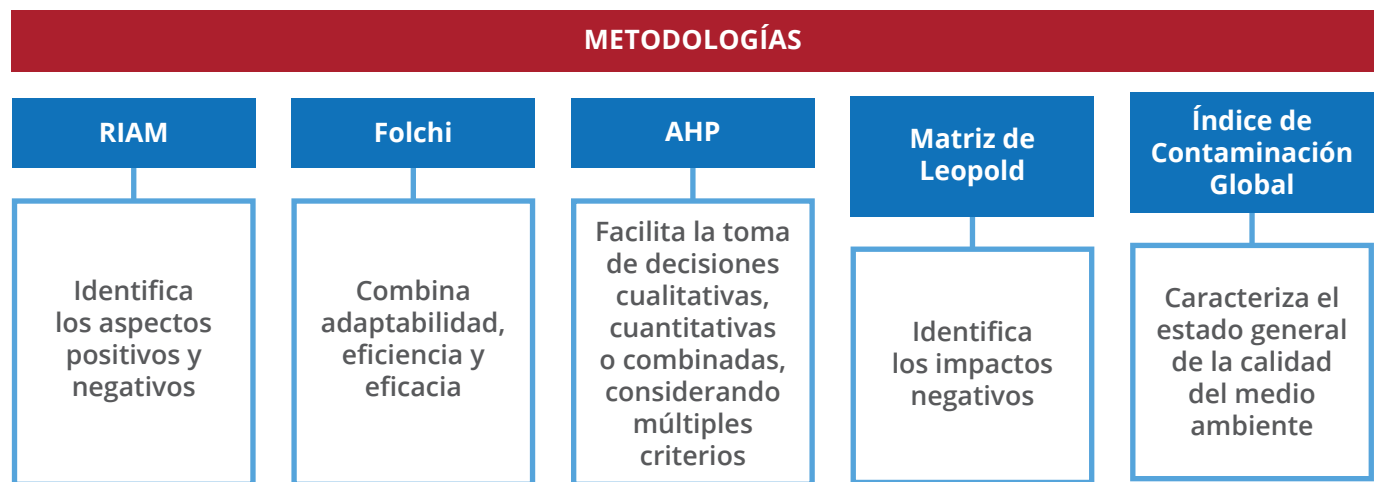 METODOLOGÍAS
RIAM
Identifica
los aspectos
positivos y
negativos
Folchi
Combina
adaptabilidad,
eficiencia y
eficacia
AHP
Facilita la toma
de decisiones
cualitativas,
cuantitativas
o combinadas,
considerando
múltiples
criterios
Matriz de
Leopold
Identifica
los impactos
negativos
Índice de
Contaminación
Global
Caracteriza el
estado general
de la calidad
del medio
ambiente